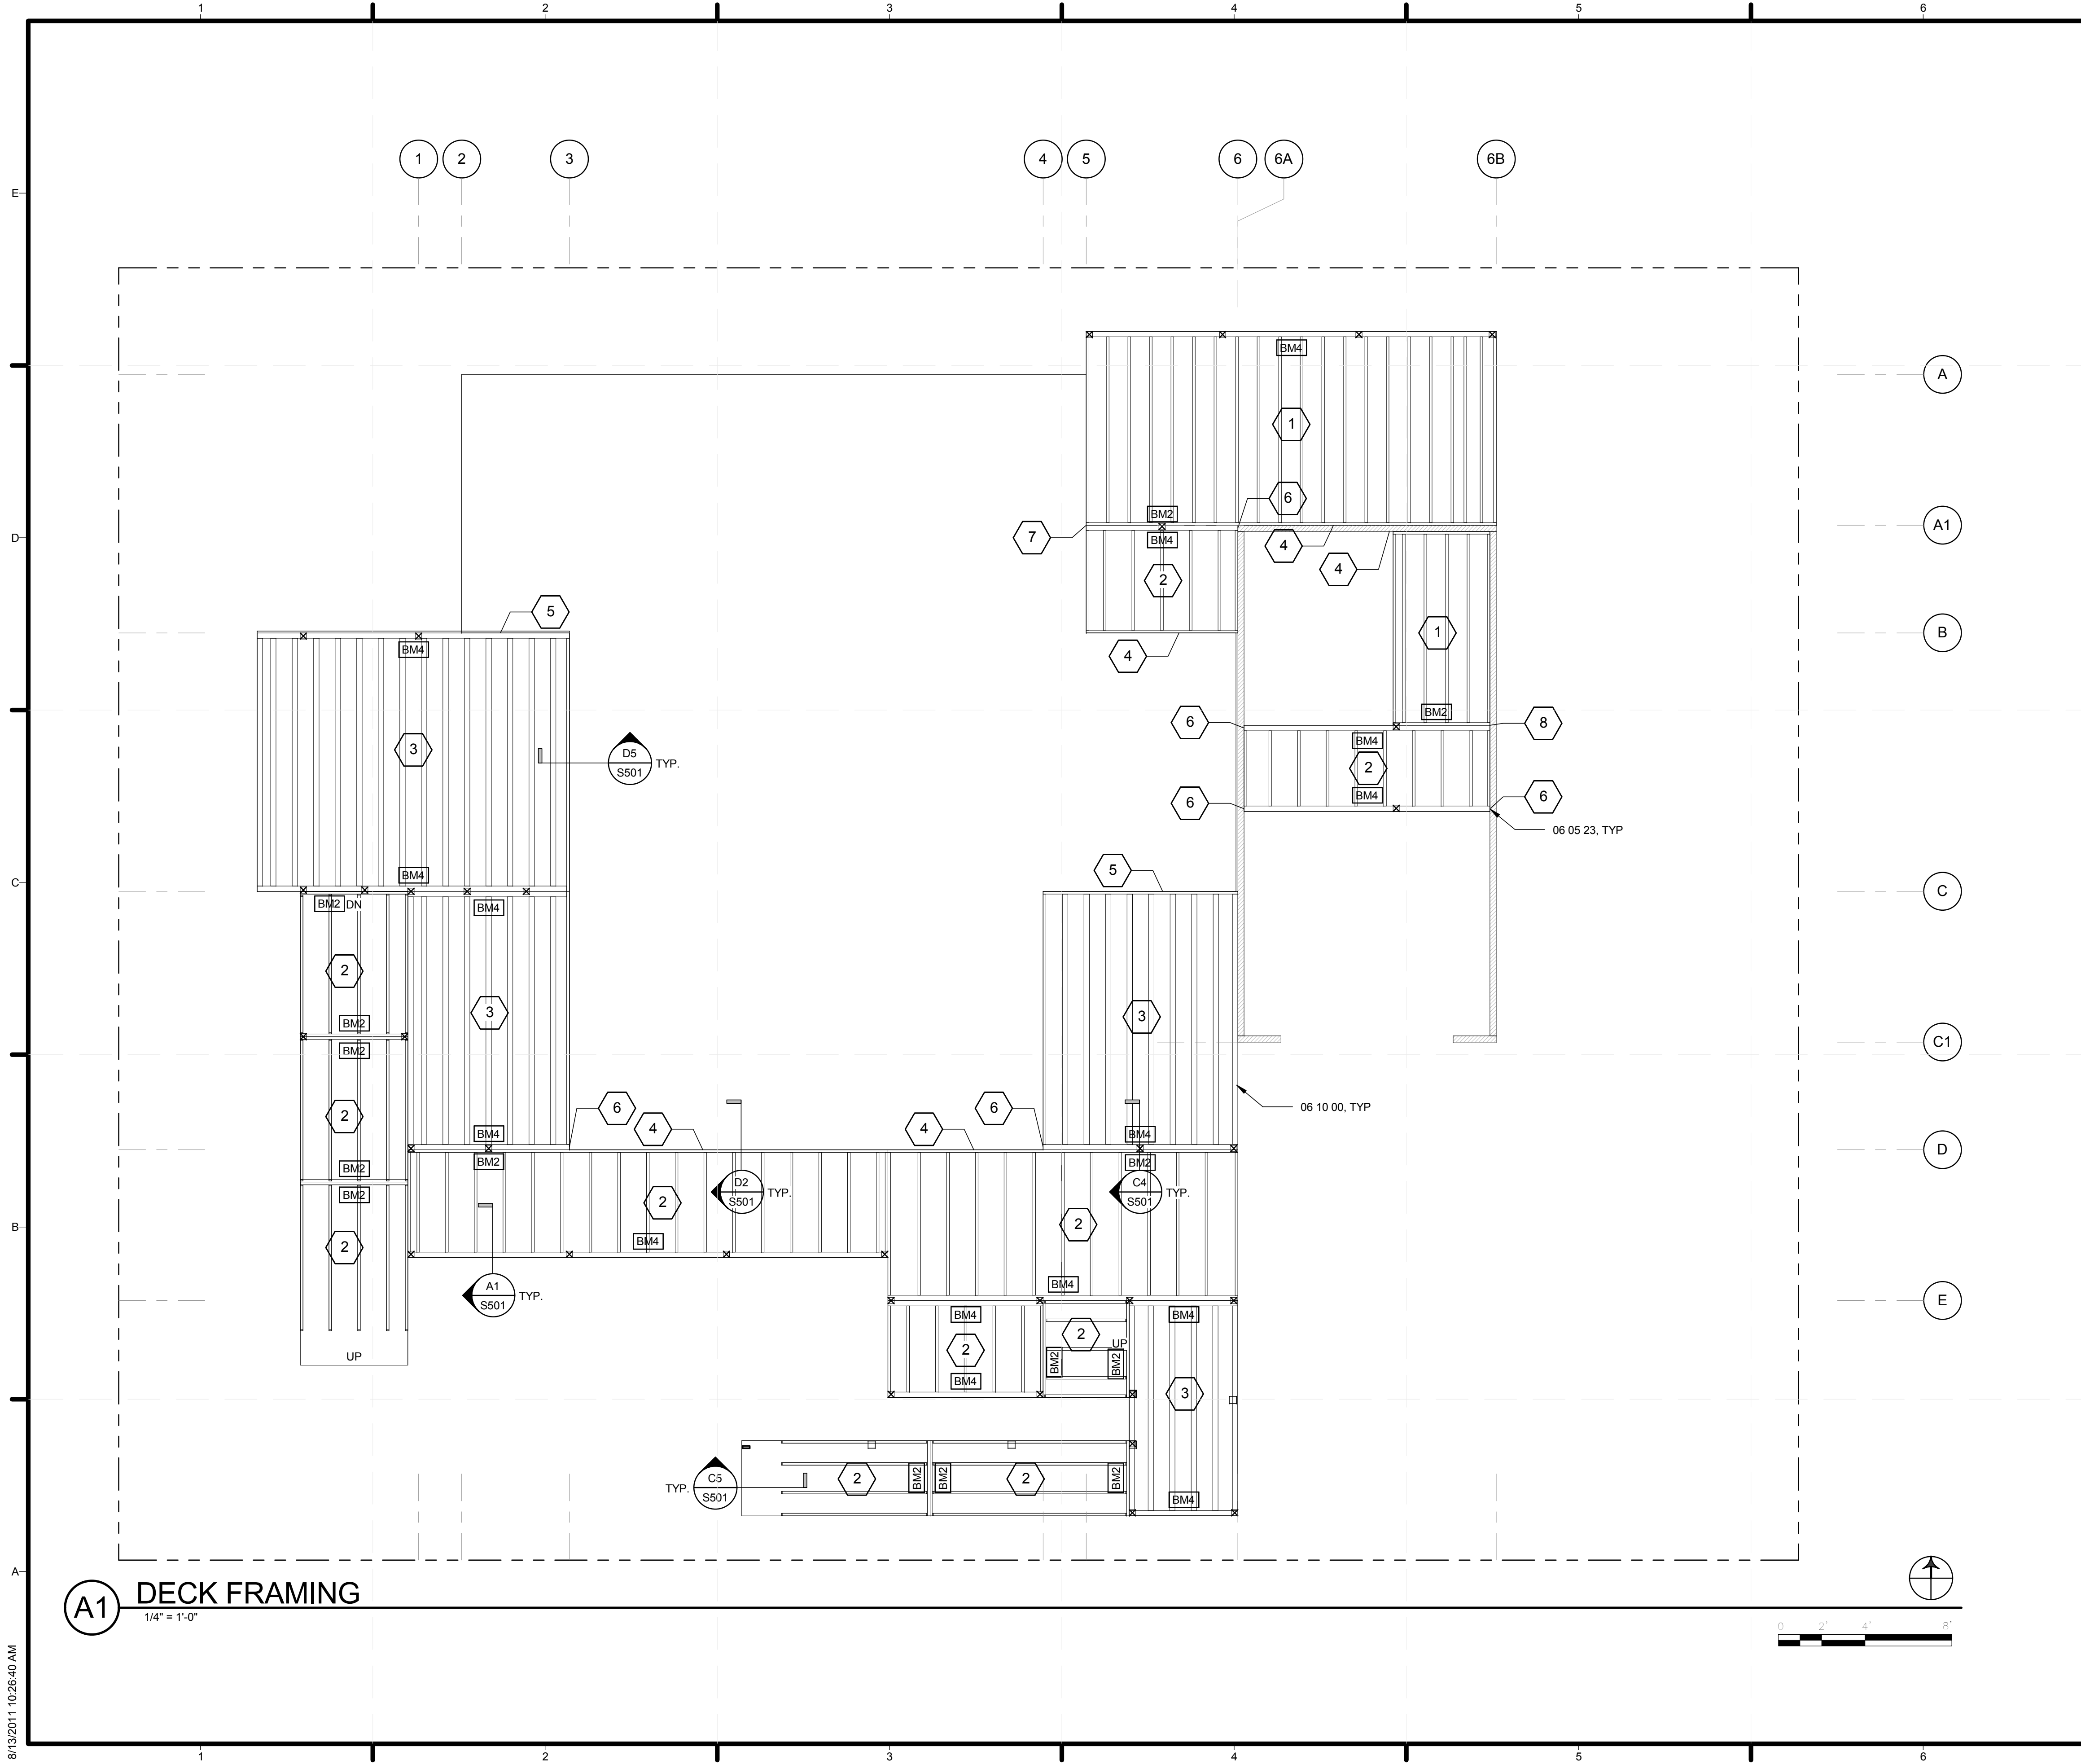 1 2 3 4 5 6
1 2 3 4 5 6 6A 6B
E
A
BM4
1
6
BM2
7
A1
D
BM4
4
4
2
5
1
B
4
BM4
BM2
6
8
3
D5
S501
TYP.
BM4
2
BM4
6
6
06 05 23, TYP
5
BM4
C
C
BM2 DN
BM4
2
3
3
BM2
C1
BM2
6
4
4
6
06 10 00, TYP
2
BM4
BM4
D
BM2
BM2
BM2
D2
S501
TYP.
C4
S501
TYP.
BM2
2
2
B
BM4
2
A1
S501
TYP.
BM4
E
BM4
BM4
2
UP
2
UP
BM2
BM2
BM4
3
C5
S501
TYP.
2
BM2
BM2
2
BM2
BM4
A
A1
DECK FRAMING
1/4" = 1'-0"
0 2' 4' 8'
8/13/2011 10:26:40 AM
1 2 3 4 5 6